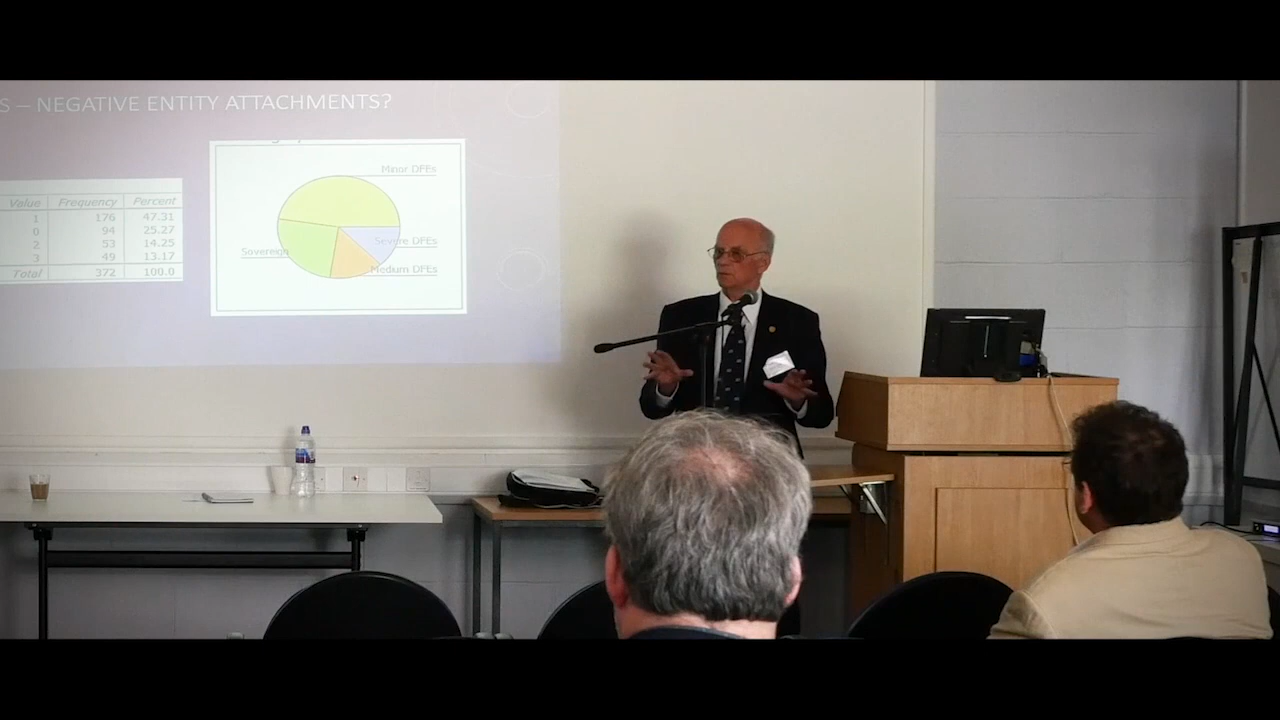 S – NEGATIVE ENTITY ATTACHMENTS?
Value Frequency Percent
1 176 47.31
0 94 25.27
2 53 14.25
3 49 13.17
Total 372 100.0
Minor DFEs
Severe DFEs
Sovereign
Medium DFEs